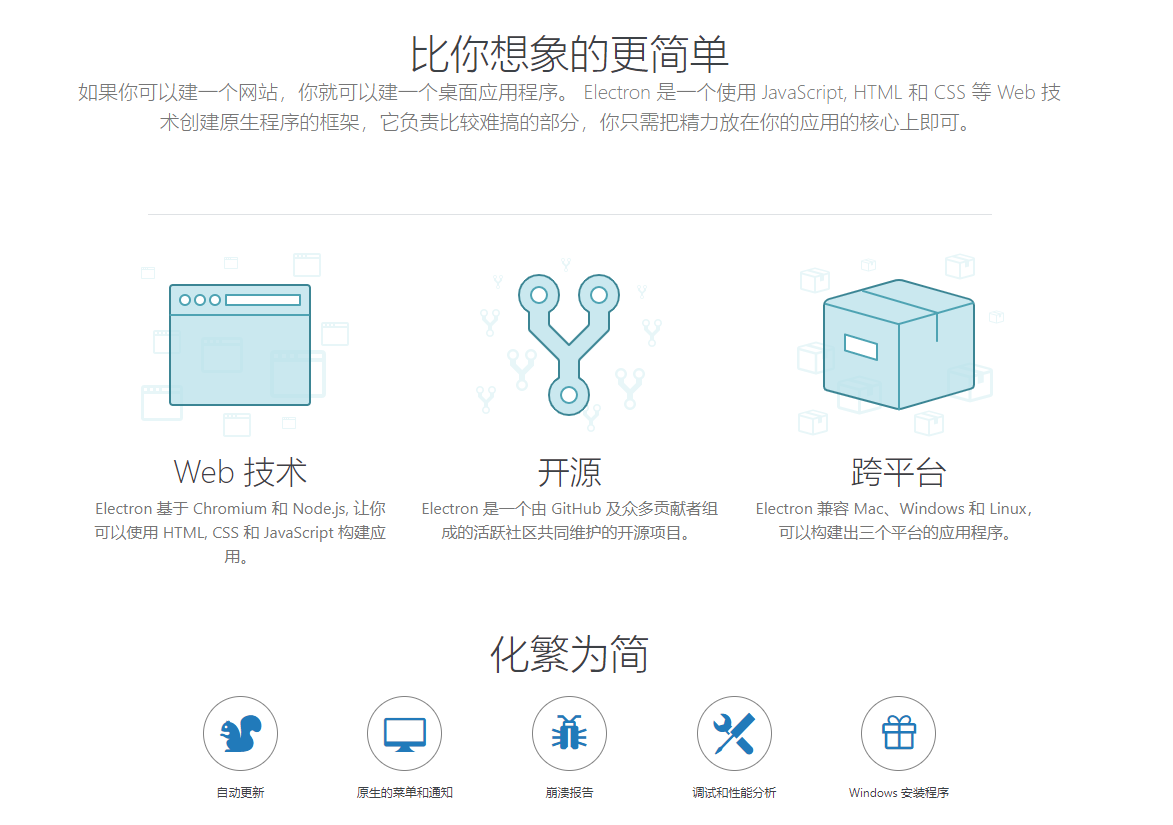 比你想象的更简单
如果你可以建一个网站，你就可以建一个桌面应用程序。 Electron 是一个使用 JavaScript, HTML 和 CSS 等 Web 技
术创建原生程序的框架，它负责比较难搞的部分，你只需把精力放在你的应用的核心上即可。
Web 技术
Electron 基于 Chromium 和 Node.js, 让你
可以使用 HTML, CSS 和 JavaScript 构建应
用。
开源
Electron 是一个由 GitHub 及众多贡献者组
成的活跃社区共同维护的开源项目。
跨平台
Electron 兼容 Mac、Windows 和 Linux，
可以构建出三个平台的应用程序。
化繁为简
自动更新
原生的菜单和通知
崩溃报告
调试和性能分析
Windows 安装程序